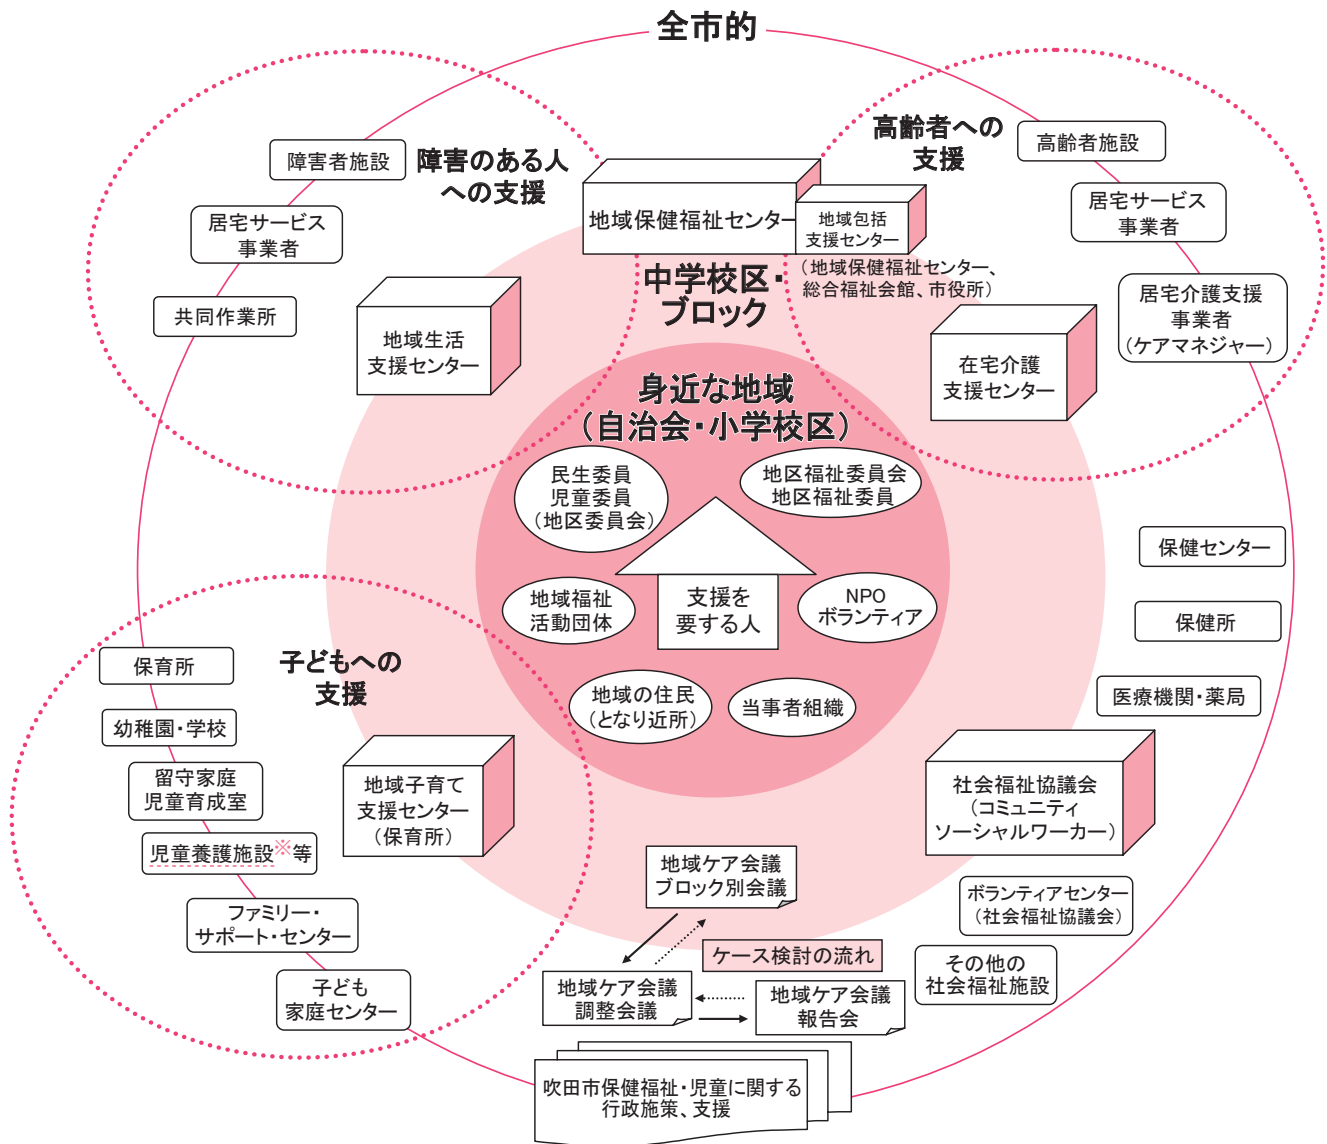 全市的
障害のある人
への支援
障害者施設
居宅サービス
事業者
共同作業所
地域生活
支援センター
地域保健福祉センター
地域包括
支援センター
(地域保健福祉センター、
総合福祉会館、市役所)
高齢者への
支援
高齢者施設
居宅サービス
事業者
居宅介護支援
事業者
(ケアマネジャー)
在宅介護
支援センター
中学校区・
ブロック
身近な地域
(自治会・小学校区)
民生委員
児童委員
(地区委員会)
地区福祉委員会
地区福祉委員
地域福祉
活動団体
支援を
要する人
NPO
ボランティア
地域の住民
(となり近所)
当事者組織
保健センター
保健所
医療機関・薬局
子どもへの
支援
保育所
幼稚園・学校
留守家庭
児童育成室
児童養護施設※等
ファミリー・
サポート・センター
子ども
家庭センター
地域子育て
支援センター
(保育所)
社会福祉協議会
(コミュニティ
ソーシャルワーカー)
ボランティアセンター
(社会福祉協議会)
その他の
社会福祉施設
地域ケア会議
ブロック別会議
ケース検討の流れ
地域ケア会議
調整会議
地域ケア会議
報告会
吹田市保健福祉・児童に関する
行政施策、支援